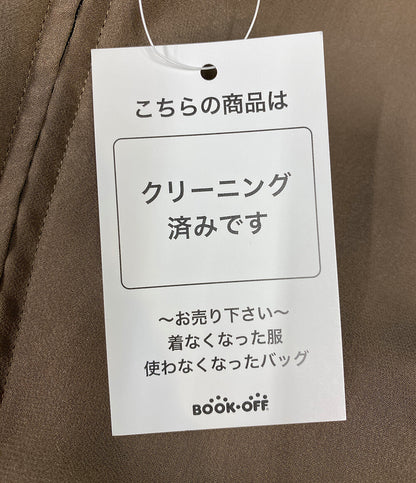 こちらの商品は
クリーニング
済みです
〜お売り下さい〜
着なくなった服
使わなくなったバッグ
BOOK・OFF